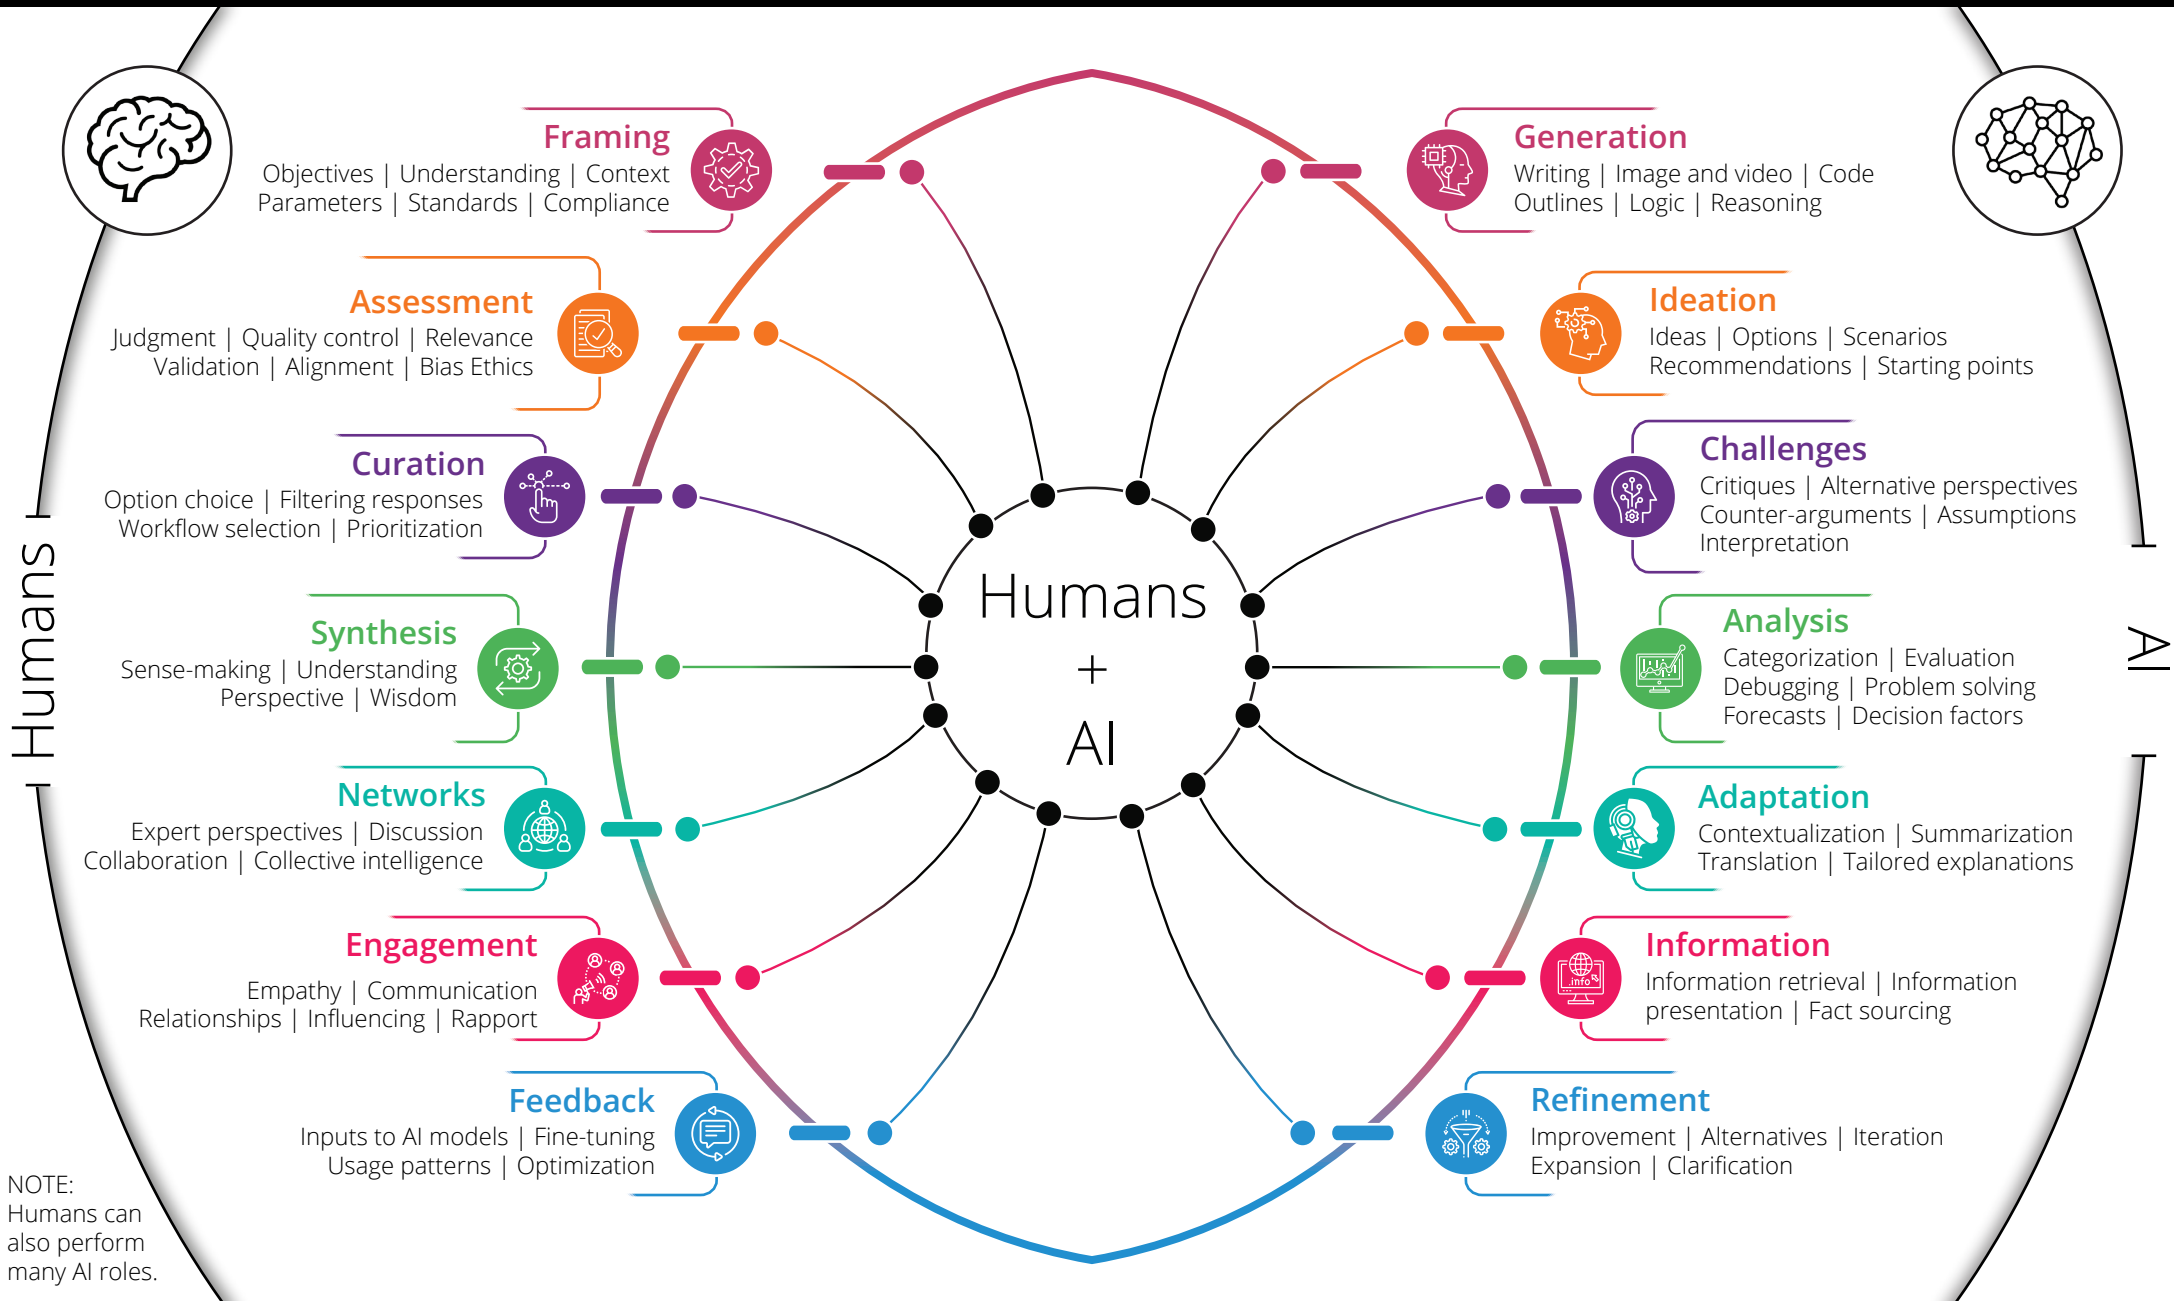 Framing
Objectives | Understanding | Context
Parameters | Standards | Compliance
Assessment
Judgment | Quality control | Relevance
Validation | Alignment | Bias Ethics
Curation
Option choice | Filtering responses
Workflow selection | Prioritization
Humans
Synthesis
Sense-making | Understanding
Perspective | Wisdom
Networks
Expert perspectives | Discussion
Collaboration | Collective intelligence
Engagement
Empathy | Communication
Relationships | Influencing | Rapport
Feedback
Inputs to AI models | Fine-tuning
Usage patterns | Optimization
NOTE:
Humans can
also perform
many AI roles.
Humans
+
AI
Generation
Writing | Image and video | Code
Outlines | Logic | Reasoning
Ideation
Ideas | Options | Scenarios
Recommendations | Starting points
Challenges
Critiques | Alternative perspectives
Counter-arguments | Assumptions
Interpretation
AI
Analysis
Categorization | Evaluation
Debugging | Problem solving
Forecasts | Decision factors
Adaptation
Contextualization | Summarization
Translation | Tailored explanations
Information
.info
Information retrieval | Information
presentation | Fact sourcing
Refinement
Improvement | Alternatives | Iteration
Expansion | Clarification